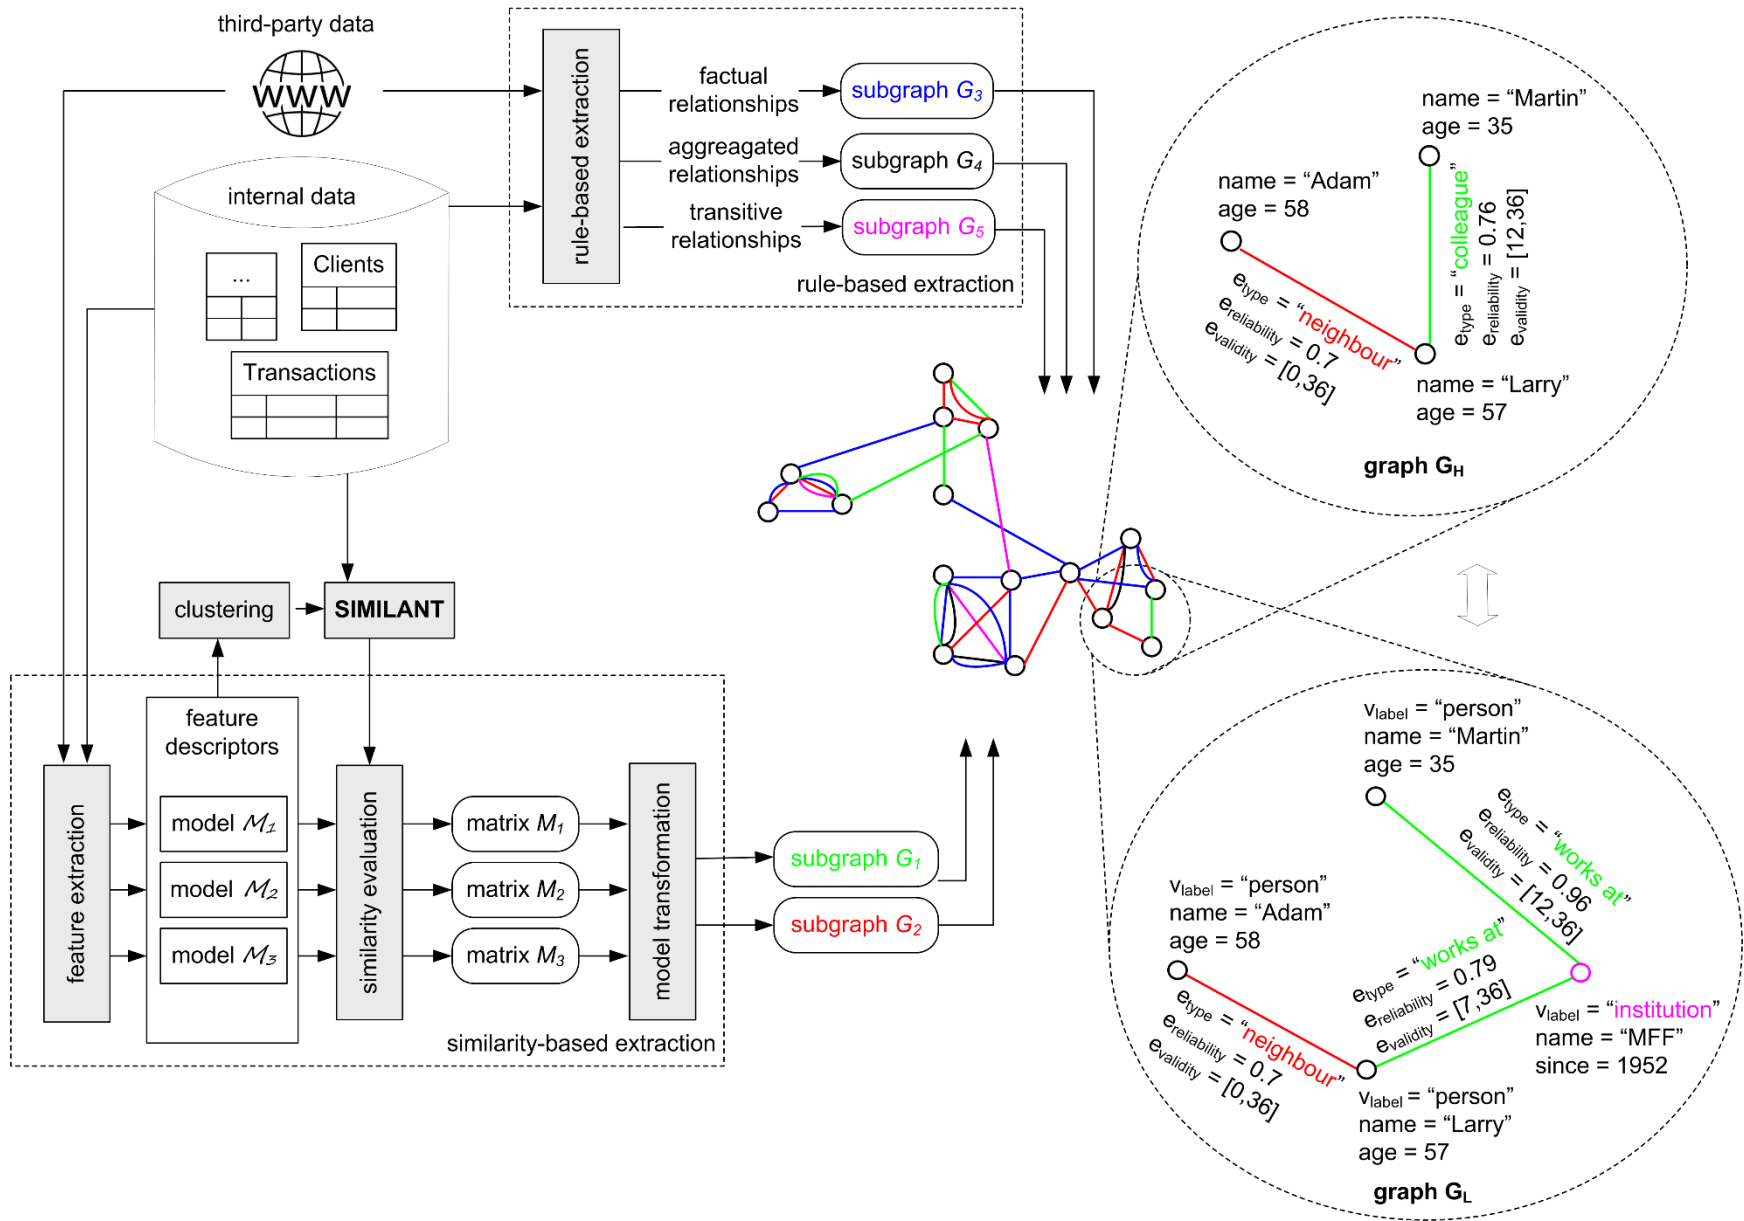 third-party data
WWW
internal data
...
Clients
Transactions
rule-based extraction
factual
relationships
aggreagated
relationships
transitive
relationships
subgraph G3
subgraph G4
subgraph G5
rule-based extraction
clustering
SIMILANT
feature extraction
feature
descriptors
model M1
model M2
model M3
similarity evaluation
matrix M1
matrix M2
matrix M3
model transformation
similarity-based extraction
subgraph G1
subgraph G2
name = “Martin”
age = 35
name = “Adam”
age = 58
etype = “colleague”
ereliability = 0.76
evalidity = [12,36]
etype = “neighbour”
ereliability = 0.7
evalidity = [0,36]
name = “Larry”
age = 57
graph GH
vlabel = “person”
name = “Martin”
age = 35
etype = “works at”
ereliability = 0.96
evalidity = [12,36]
vlabel = “person”
name = “Adam”
age = 58
etype = “works at”
ereliability = 0.79
evalidity = [7,36]
vlabel = “institution”
name = “MFF”
since = 1952
etype = “neighbour”
ereliability = 0.7
evalidity = [0,36]
vlabel = “person”
name = “Larry”
age = 57
graph GL